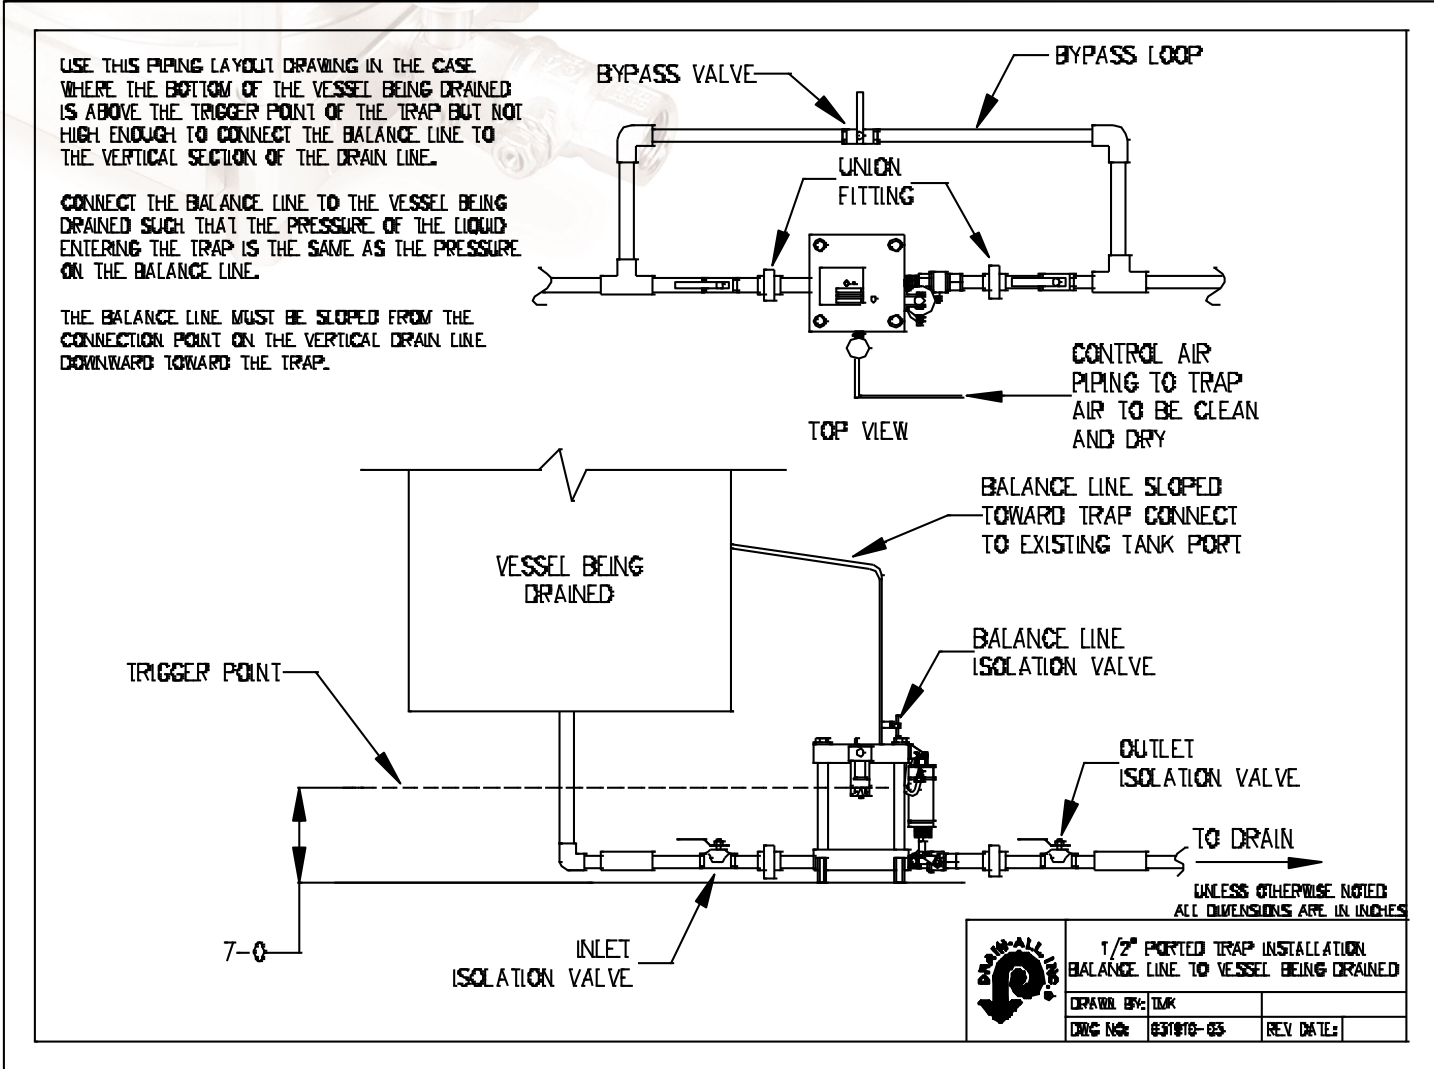 USE THIS PIPING LAYOUT DRAWING IN THE CASE
WHERE THE BOTTOM OF THE VESSEL BEING DRAINED
IS ABOVE THE TRIGGER POINT OF THE TRAP BUT NOT
HIGH ENOUGH TO CONNECT THE BALANCE LINE TO
THE VERTICAL SECTION OF THE DRAIN LINE.
CONNECT THE BALANCE LINE TO THE VESSEL BEING
DRAINED SUCH THAT THE PRESSURE OF THE LIQUID
ENTERING THE TRAP IS THE SAME AS THE PRESSURE
ON THE BALANCE LINE.
THE BALANCE LINE MUST BE SLOPED FROM THE
CONNECTION POINT ON THE VERTICAL DRAIN LINE
DOWNWARD TOWARD THE TRAP.
BYPASS VALVE
BYPASS LOOP
UNION
FITTING
CONTROL AIR
PIPING TO TRAP
AIR TO BE CLEAN
AND DRY
TOP VIEW
BALANCE LINE SLOPED
TOWARD TRAP CONNECT
TO EXISTING TANK PORT
VESSEL BEING
DRAINED
BALANCE LINE
ISOLATION VALVE
TRIGGER POINT
OUTLET
ISOLATION VALVE
TO DRAIN
7-0
INLET
ISOLATION VALVE
UNLESS OTHERWISE NOTED
ALL DIMENSIONS ARE IN INCHES
DRAIN-ALL, INC.®
1/2" PORTED TRAP INSTALLATION
BALANCE LINE TO VESSEL BEING DRAINED
DRAWN BY:
DWG NO:
REV. DATE: